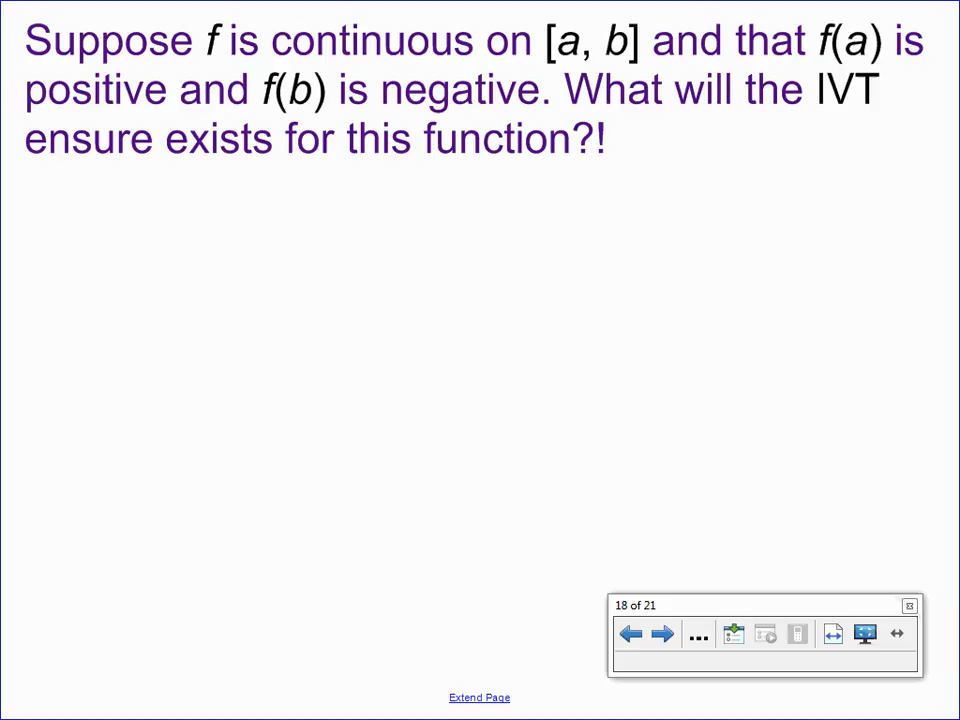 Suppose f is continuous on [a, b] and that f(a) is
positive and f(b) is negative. What will the IVT
ensure exists for this function?!
18 of 21
...
Extend Page